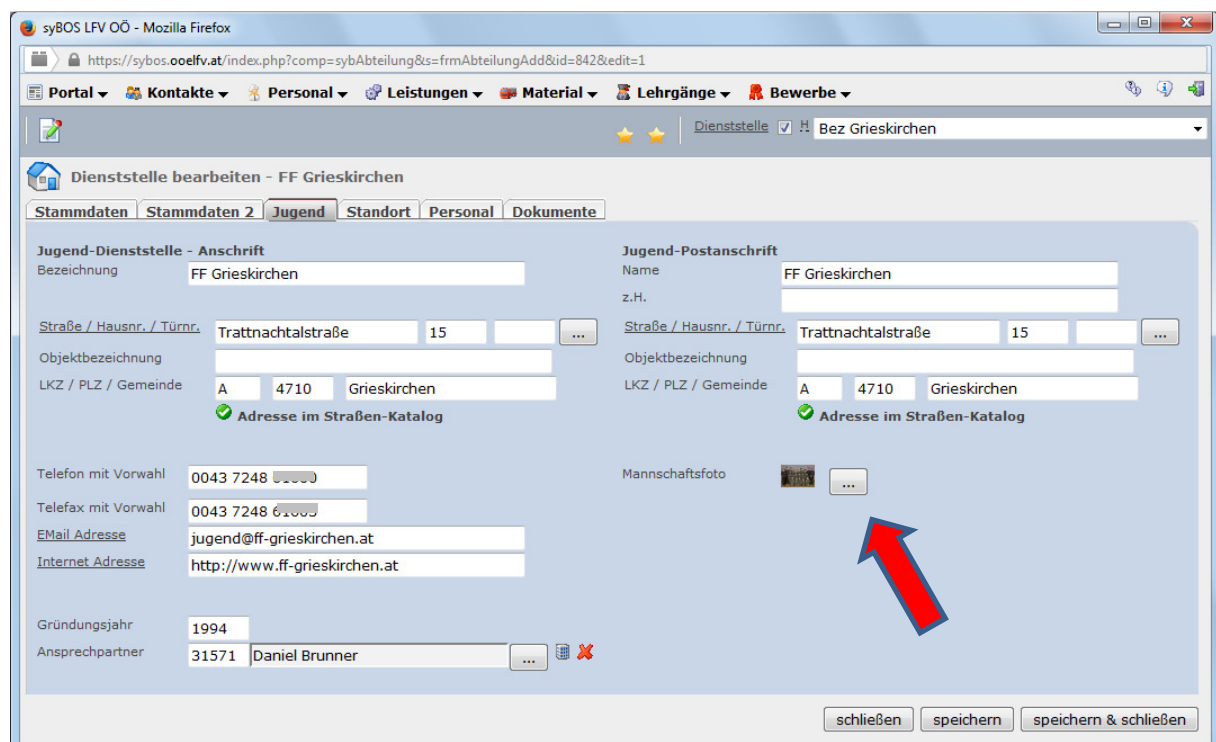 syBOS LFV OÖ - Mozilla Firefox
https://sybos.ooelfv.at/index.php?comp=sybAbteilung&s=frmAbteilungAdd&id=842&edit=1
Portal Kontakte Personal Leistungen Material Lehrgänge Bewerbe
Dienststelle H Bez Grieskirchen
Dienststelle bearbeiten - FF Grieskirchen
Stammdaten Stammdaten 2 Jugend Standort Personal Dokumente
Jugend-Dienststelle - Anschrift
Bezeichnung FF Grieskirchen
Straße / Hausnr. / Türnr. Trattnachtalstraße 15 ...
Objektbezeichnung
LKZ / PLZ / Gemeinde A 4710 Grieskirchen
Adresse im Straßen-Katalog
Jugend-Postanschrift
Name FF Grieskirchen
z.H.
Straße / Hausnr. / Türnr. Trattnachtalstraße 15 ...
Objektbezeichnung
LKZ / PLZ / Gemeinde A 4710 Grieskirchen
Adresse im Straßen-Katalog
Telefon mit Vorwahl 0043 7248
Telefax mit Vorwahl 0043 7248
EMail Adresse jugend@ff-grieskirchen.at
Internet Adresse http://www.ff-grieskirchen.at
Mannschaftsfoto ...
Gründungsjahr 1994
Ansprechpartner 31571 Daniel Brunner ...
schließen speichern speichern & schließen